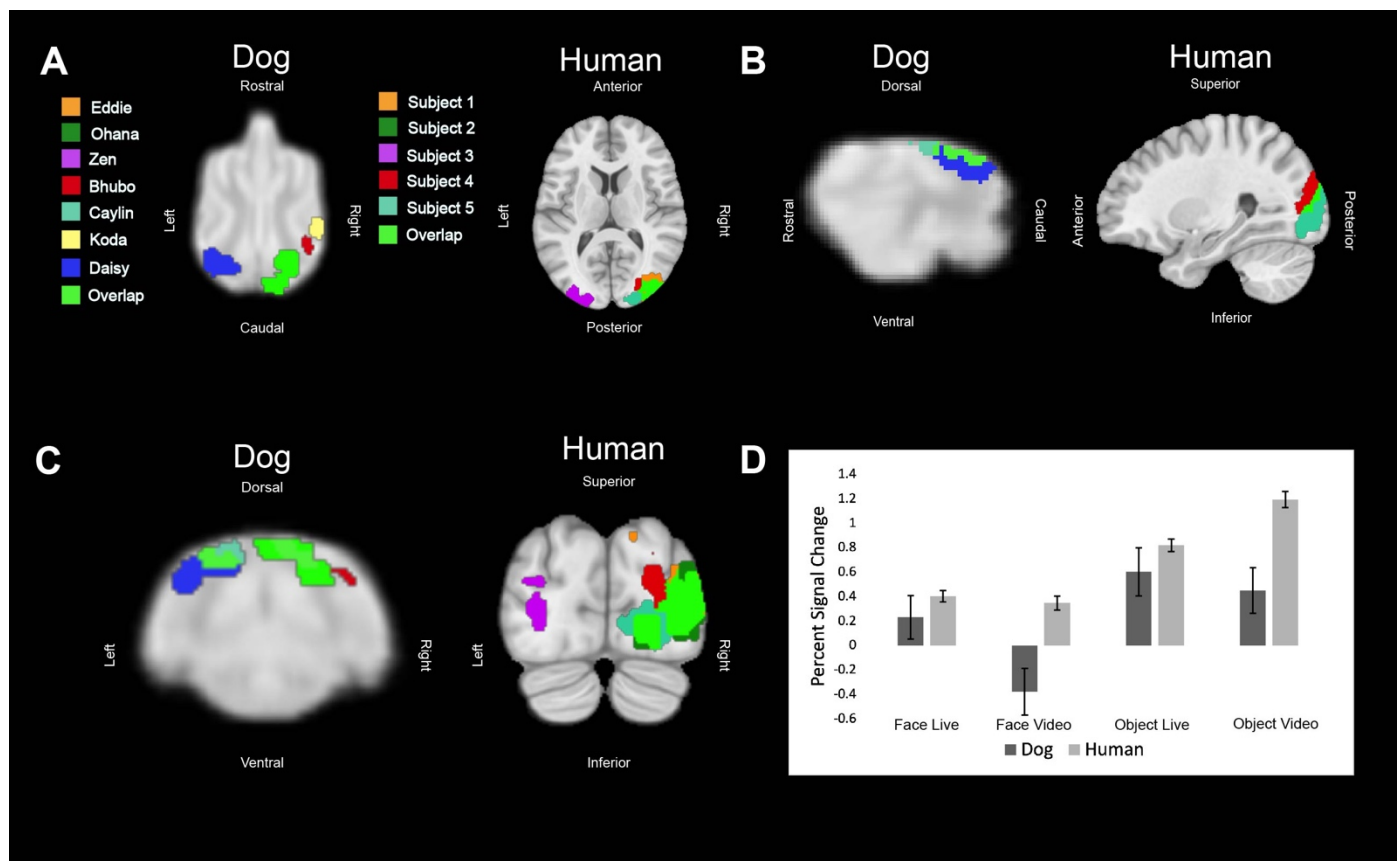 A
Dog
Rostral
Eddie
Ohana
Zen
Bhubo
Caylin
Koda
Daisy
Overlap
Left
Right
Caudal
Human
Anterior
Subject 1
Subject 2
Subject 3
Subject 4
Subject 5
Overlap
Left
Right
Posterior
B
Dog
Dorsal
Rostral
Caudal
Ventral
Human
Superior
Anterior
Posterior
Inferior
C
Dog
Dorsal
Left
Right
Ventral
Human
Superior
Left
Right
Inferior
D
Percent Signal Change
1.4
1.2
1
0.8
0.6
0.4
0.2
0
-0.2
-0.4
-0.6
Face Live
Face Video
Object Live
Object Video
Dog
Human